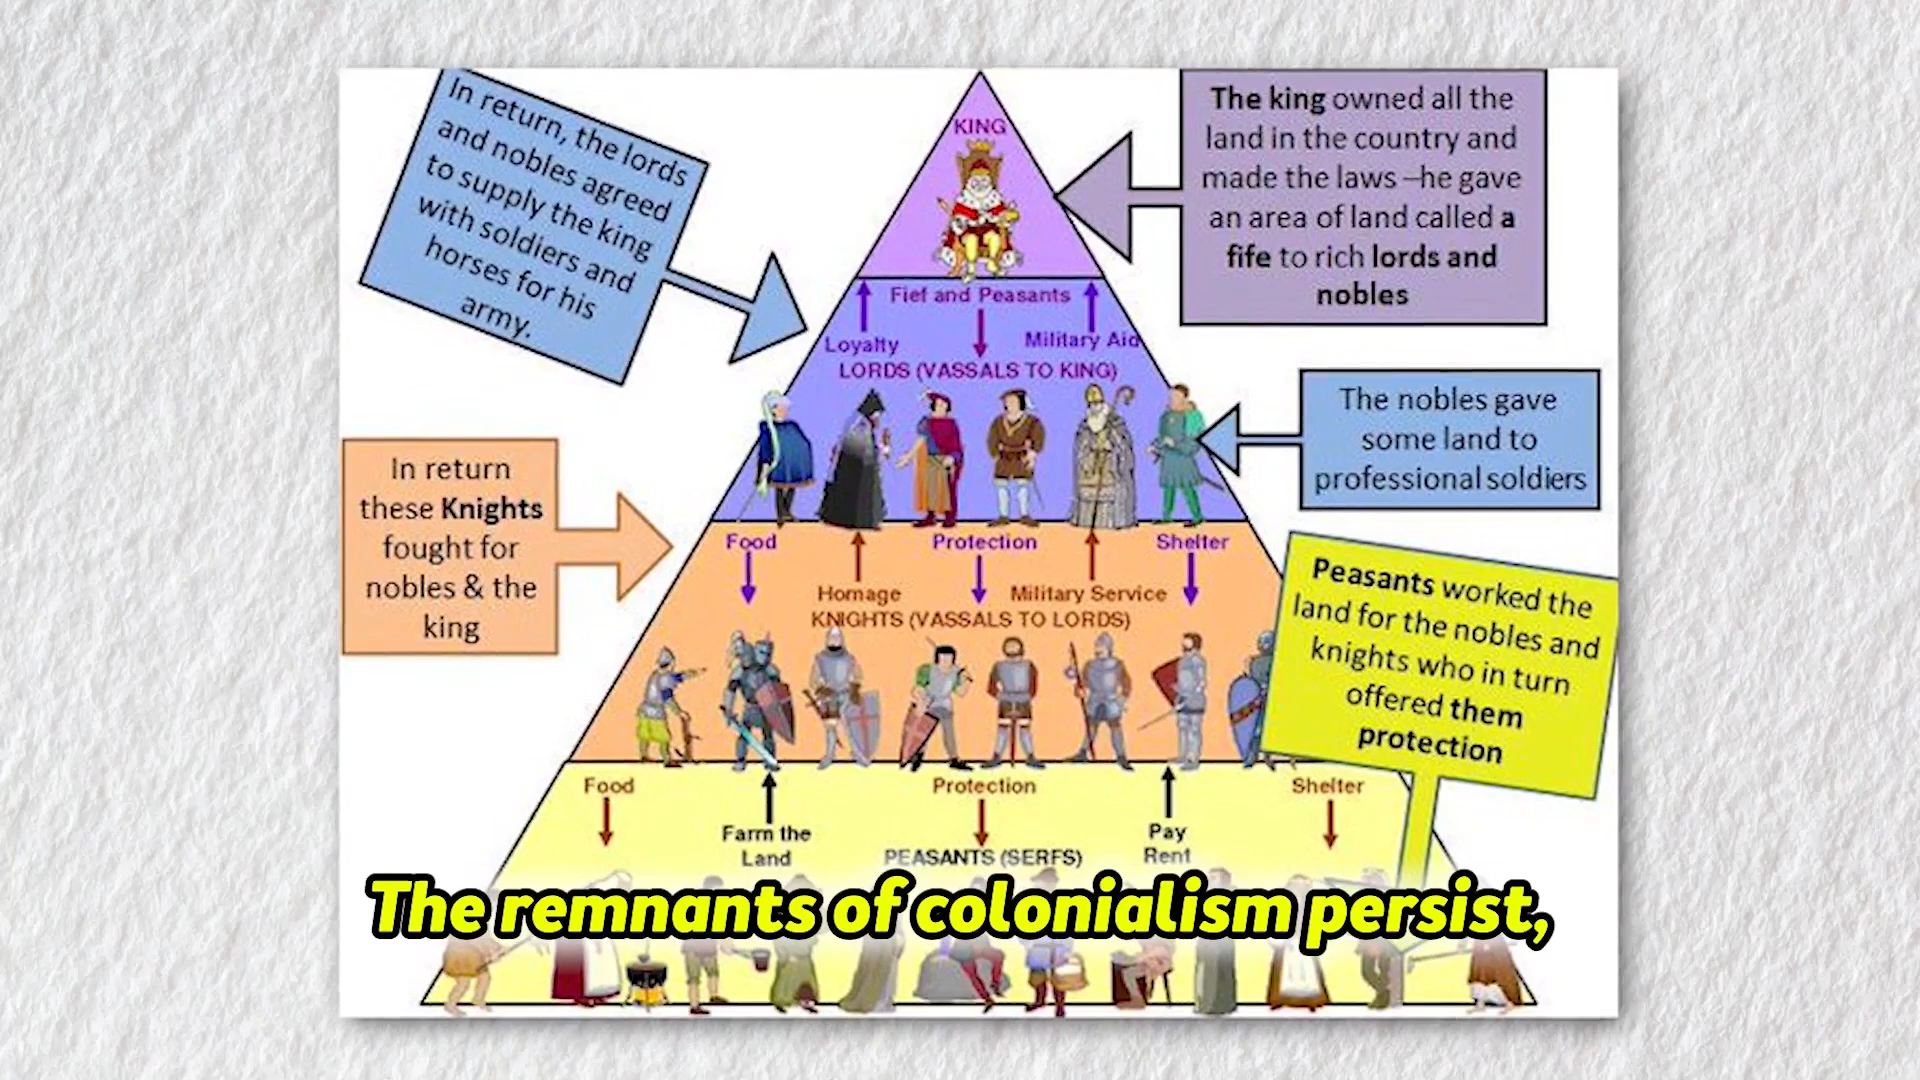 In return, the lords
and nobles agreed
to supply the king
with soldiers and
horses for his
army.
The king owned all the
land in the country and
made the laws –he gave
an area of land called a
fife to rich lords and
nobles
KING
Fief and Peasants
Loyalty
Military Aid
LORDS (VASSALS TO KING)
The nobles gave
some land to
professional soldiers
In return
these Knights
fought for
nobles & the
king
Food
Protection
Shelter
Homage
Military Service
KNIGHTS (VASSALS TO LORDS)
Peasants worked the
land for the nobles and
knights who in turn
offered them
protection
Food
Protection
Shelter
Farm the
Land
Pay
Rent
PEASANTS (SERFS)
The remnants of colonialism persist,